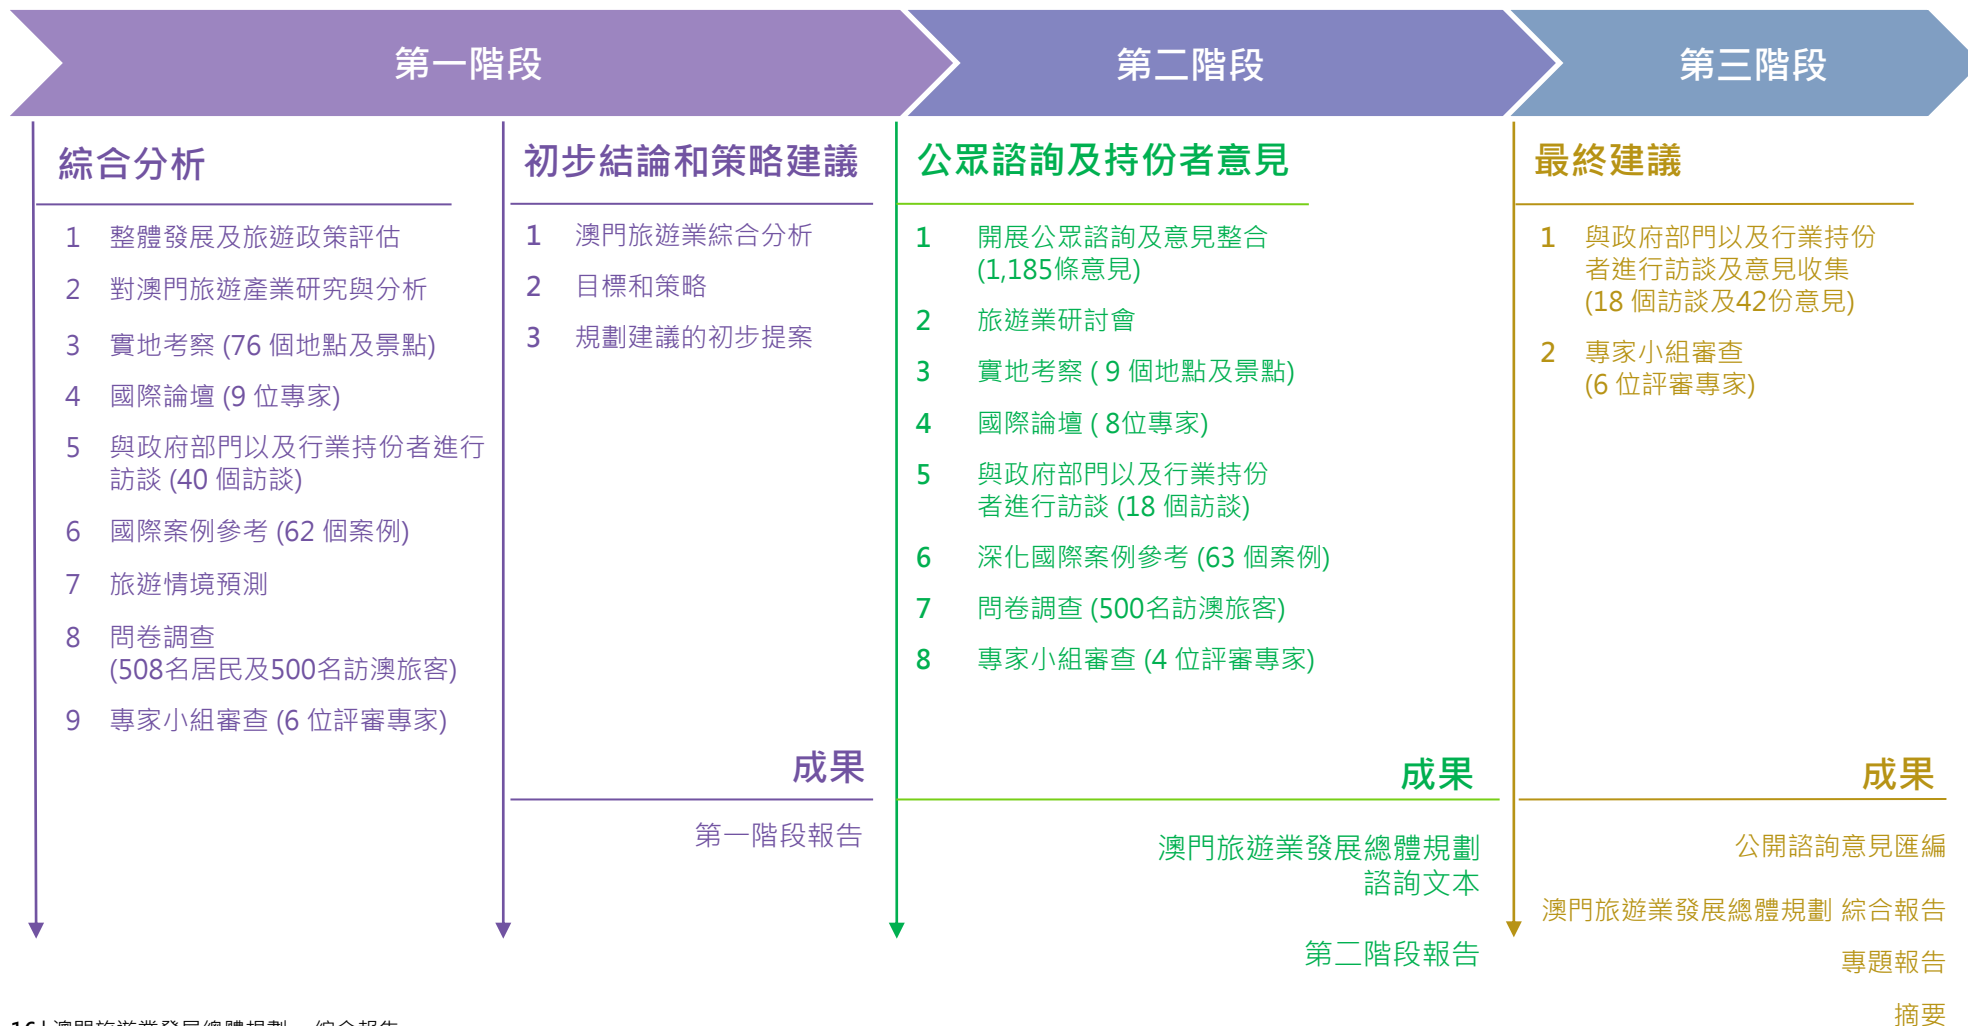 第一階段
第二階段
第三階段
綜合分析
1 整體發展及旅遊政策評估
2 對澳門旅遊產業研究與分析
3 實地考察 (76 個地點及景點)
4 國際論壇 (9 位專家)
5 與政府部門以及行業持份者進行
訪談 (40 個訪談)
6 國際案例參考 (62 個案例)
7 旅遊情境預測
8 問卷調查
(508名居民及500名訪澳旅客)
9 專家小組審查 (6 位評審專家)
初步結論和策略建議
1 澳門旅遊業綜合分析
2 目標和策略
3 規劃建議的初步提案
成果
第一階段報告
公眾諮詢及持份者意見
1 開展公眾諮詢及意見整合
(1,185條意見)
2 旅遊業研討會
3 實地考察 ( 9 個地點及景點)
4 國際論壇 ( 8位專家)
5 與政府部門以及行業持份
者進行訪談 (18 個訪談)
6 深化國際案例參考 (63 個案例)
7 問卷調查 (500名訪澳旅客)
8 專家小組審查 (4 位評審專家)
成果
澳門旅遊業發展總體規劃
諮詢文本
第二階段報告
最終建議
1 與政府部門以及行業持份
者進行訪談及意見收集
(18 個訪談及42份意見)
2 專家小組審查
(6 位評審專家)
成果
公開諮詢意見匯編
澳門旅遊業發展總體規劃 綜合報告
專題報告
摘要
16 | 澳門旅遊業發展總體規劃 綜合報告